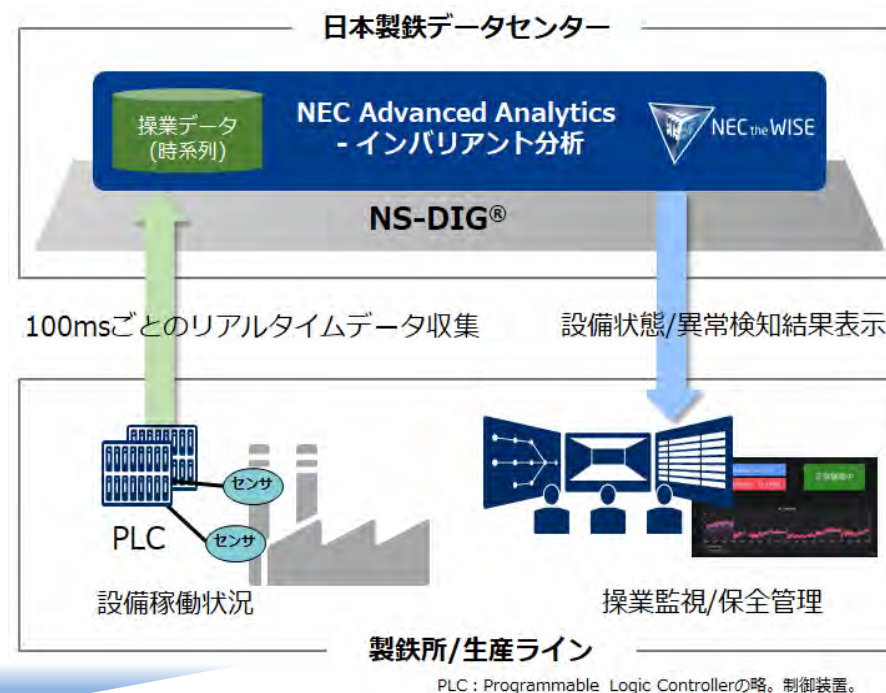 日本製鉄データセンター
操業データ
(時系列)
NEC Advanced Analytics
- インバリアント分析
NEC the WISE
NS-DIG®
100msごとのリアルタイムデータ収集
設備状態/異常検知結果表示
センサ
センサ
PLC
設備稼働状況
操業監視/保全管理
製鉄所/生産ライン
PLC：Programmable Logic Controllerの略。制御装置。